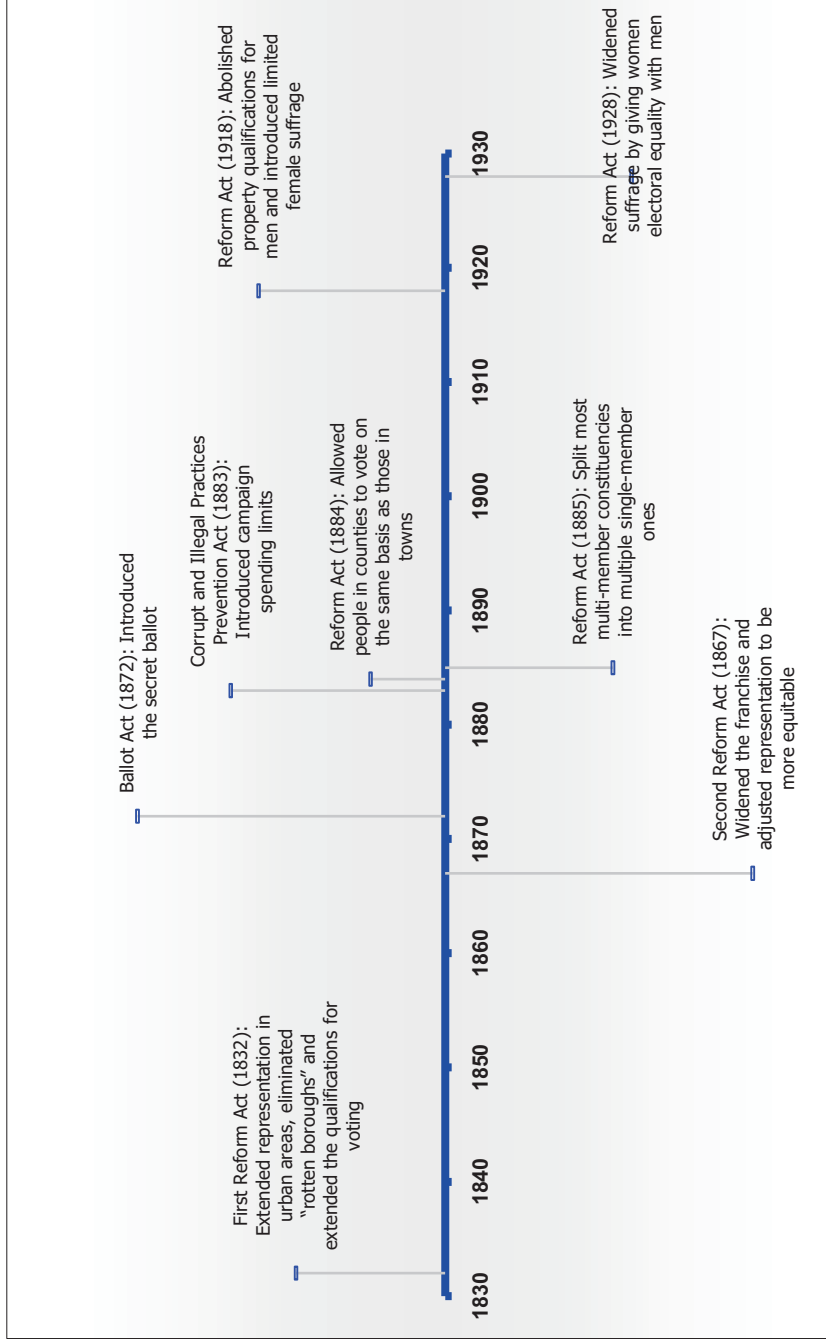 First Reform Act (1832):
Extended representation in
urban areas, eliminated
“rotten boroughs” and
extended the qualifications for
voting
Ballot Act (1872): Introduced
the secret ballot
Corrupt and Illegal Practices
Prevention Act (1883):
Introduced campaign
spending limits
Reform Act (1884): Allowed
people in counties to vote on
the same basis as those in
towns
Reform Act (1918): Abolished
property qualifications for
men and introduced limited
female suffrage
1830
1840
1850
1860
1870
1880
1890
1900
1910
1920
1930
Second Reform Act (1867):
Widened the franchise and
adjusted representation to be
more equitable
Reform Act (1885): Split most
multi-member constituencies
into multiple single-member
ones
Reform Act (1928): Widened
suffrage by giving women
electoral equality with men